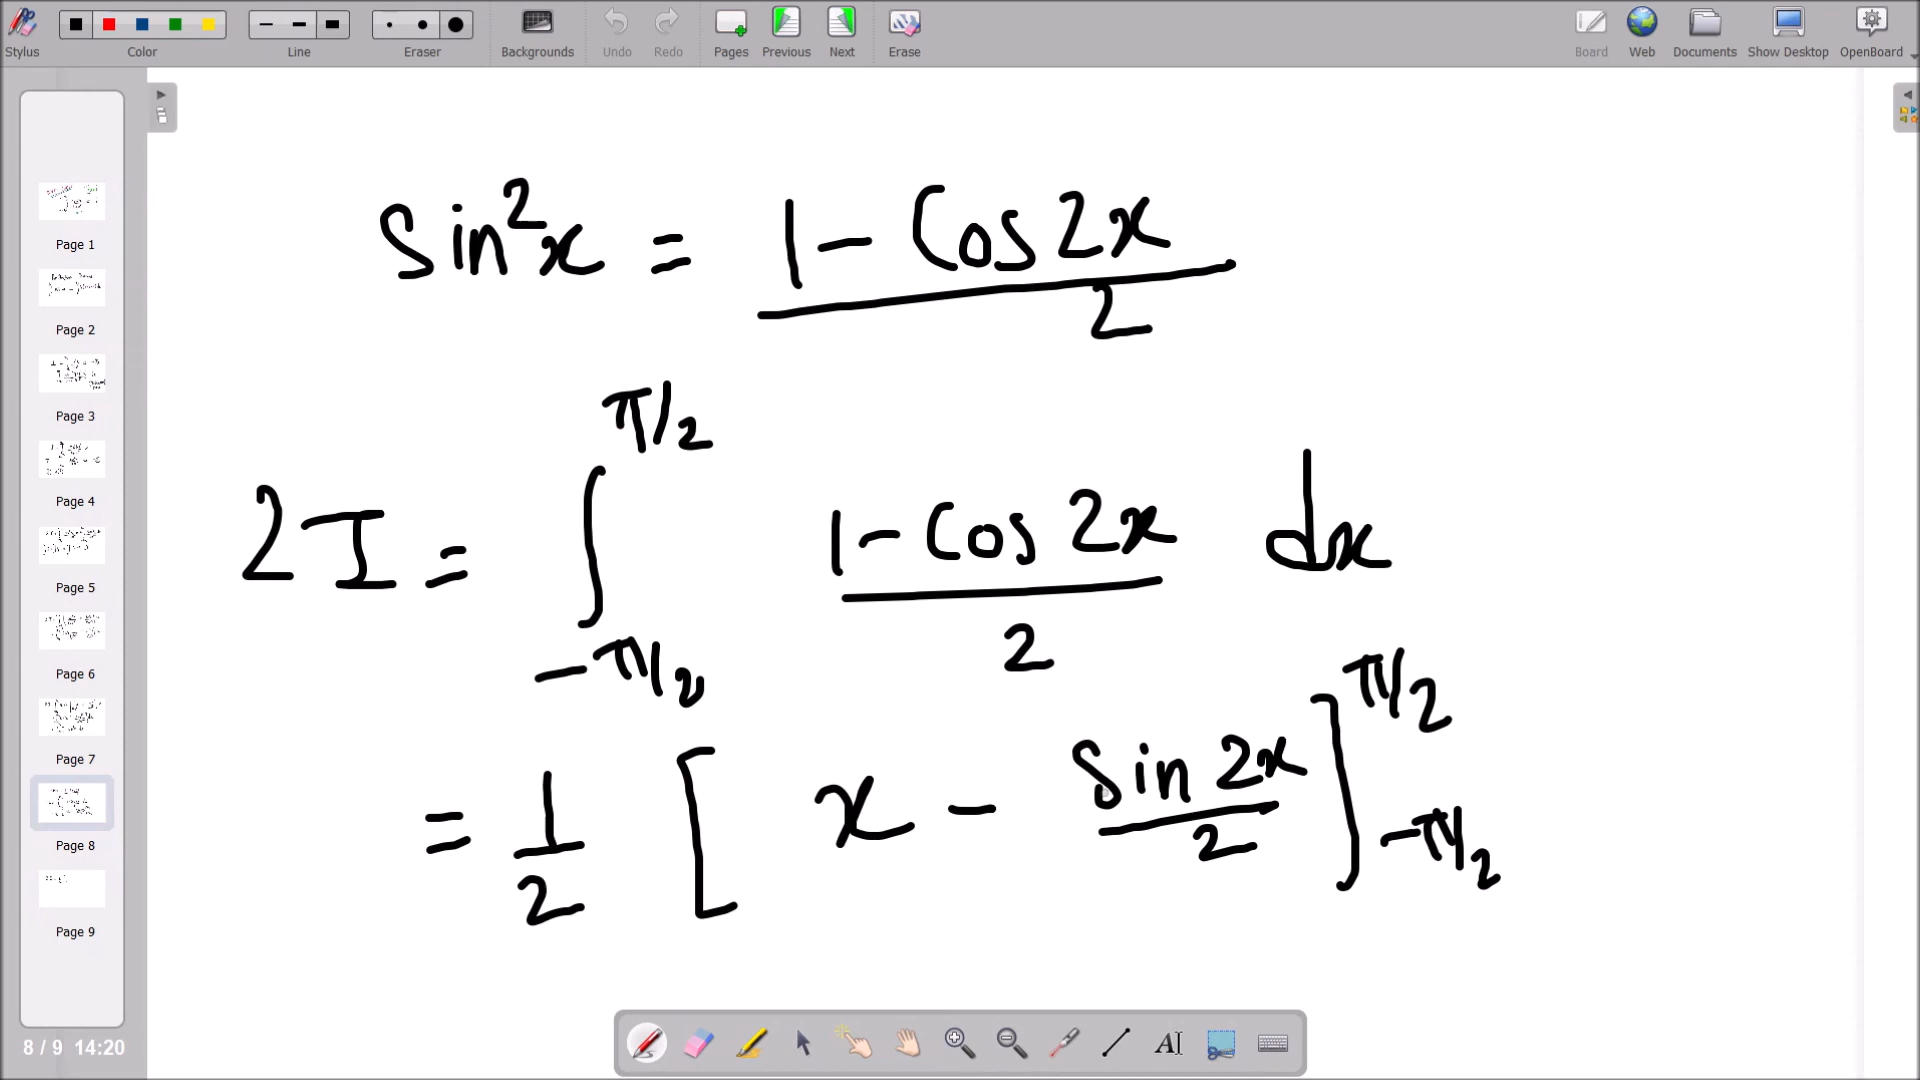 Stylus Color Line Eraser Backgrounds Undo Redo Pages Previous Next Erase Board Web Documents Show Desktop OpenBoard
Page 1
Page 2
Page 3
Page 4
Page 5
Page 6
Page 7
Page 8
Page 9
8 / 9 14:20
sin²x = (1 - Cos 2x)/2
2I = ∫_{-π/2}^{π/2} (1 - Cos 2x)/2 dx
= 1/2 [ x - sin 2x/2 ]_{-π/2}^{π/2}
AI